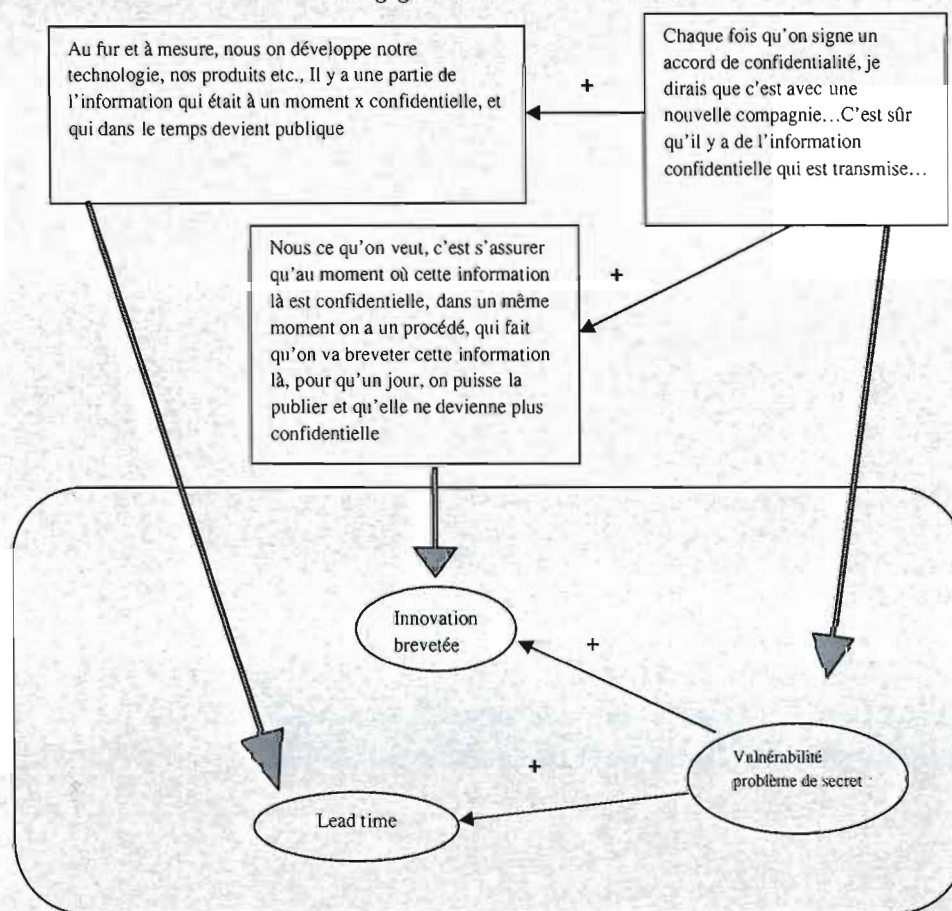 Au fur et à mesure, nous on développe notre
technologie, nos produits etc., Il y a une partie de
l'information qui était à un moment x confidentielle, et
qui dans le temps devient publique
+
Chaque fois qu'on signe un
accord de confidentialité, je
dirais que c'est avec une
nouvelle compagnie…C'est sûr
qu'il y a de l'information
confidentielle qui est transmise…
Nous ce qu'on veut, c'est s'assurer
qu'au moment où cette information
là est confidentielle, dans un même
moment on a un procédé, qui fait
qu'on va breveter cette information
là, pour qu'un jour, on puisse la
publier et qu'elle ne devienne plus
confidentielle
+
Innovation
brevetée
+
Vulnérabilité
problème de secret
+
Lead time